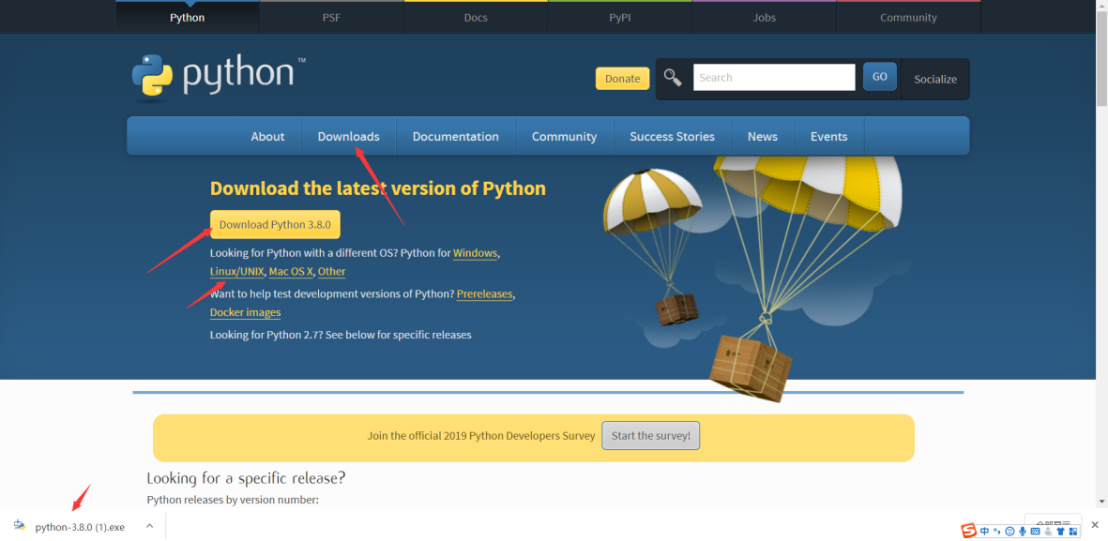 Python PSF Docs PyPI Jobs Community
python™
Donate Search GO Socialize
About Downloads Documentation Community Success Stories News Events
Download the latest version of Python
Download Python 3.8.0
Looking for Python with a different OS? Python for Windows,
Linux/UNIX, Mac OS X, Other
Want to help test development versions of Python? Prereleases,
Docker images
Looking for Python 2.7? See below for specific releases
Join the official 2019 Python Developers Survey Start the survey!
Looking for a specific release?
Python releases by version number:
python-3.8.0 (1).exe
中